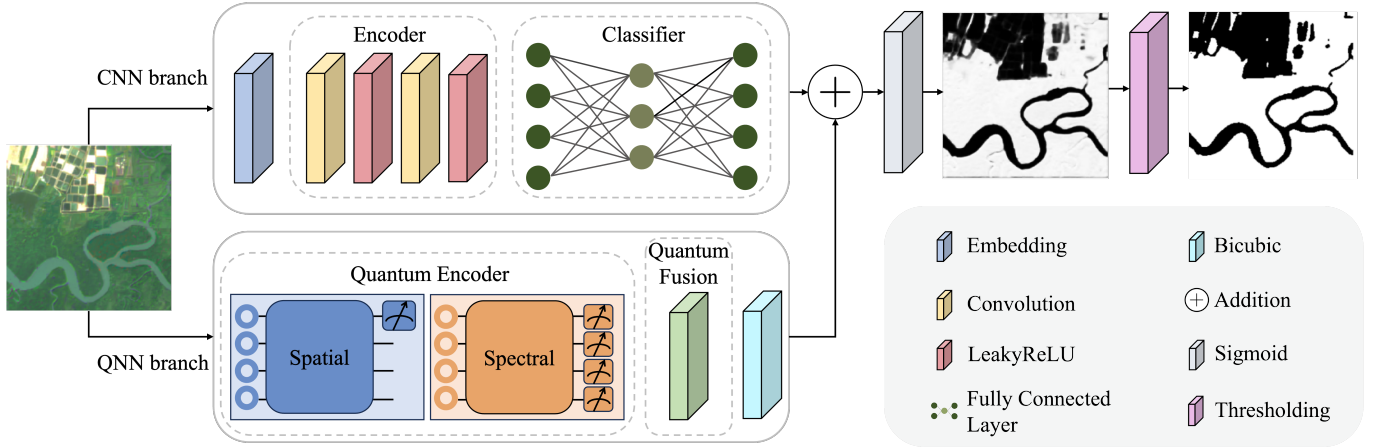 Encoder
Classifier
CNN branch
QNN branch
Quantum Encoder
Quantum
Fusion
Spatial
Spectral
Embedding
Convolution
LeakyReLU
Fully Connected
Layer
Bicubic
Addition
Sigmoid
Thresholding